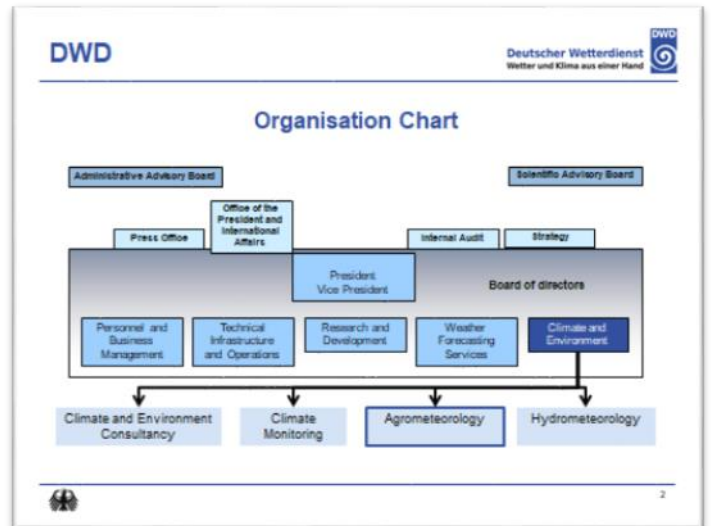 DWD
DWD
Deutscher Wetterdienst
Wetter und Klima aus einer Hand
Organisation Chart
Administrative Advisory Board
Scientific Advisory Board
Press Office
Office of the
President and
International
Affairs
Internal Audit
Strategy
President
Vice President
Board of directors
Personnel and
Business
Management
Technical
Infrastructure
and Operations
Research and
Development
Weather
Forecasting
Services
Climate and
Environment
Climate and Environment
Consultancy
Climate
Monitoring
Agrometeorology
Hydrometeorology
2